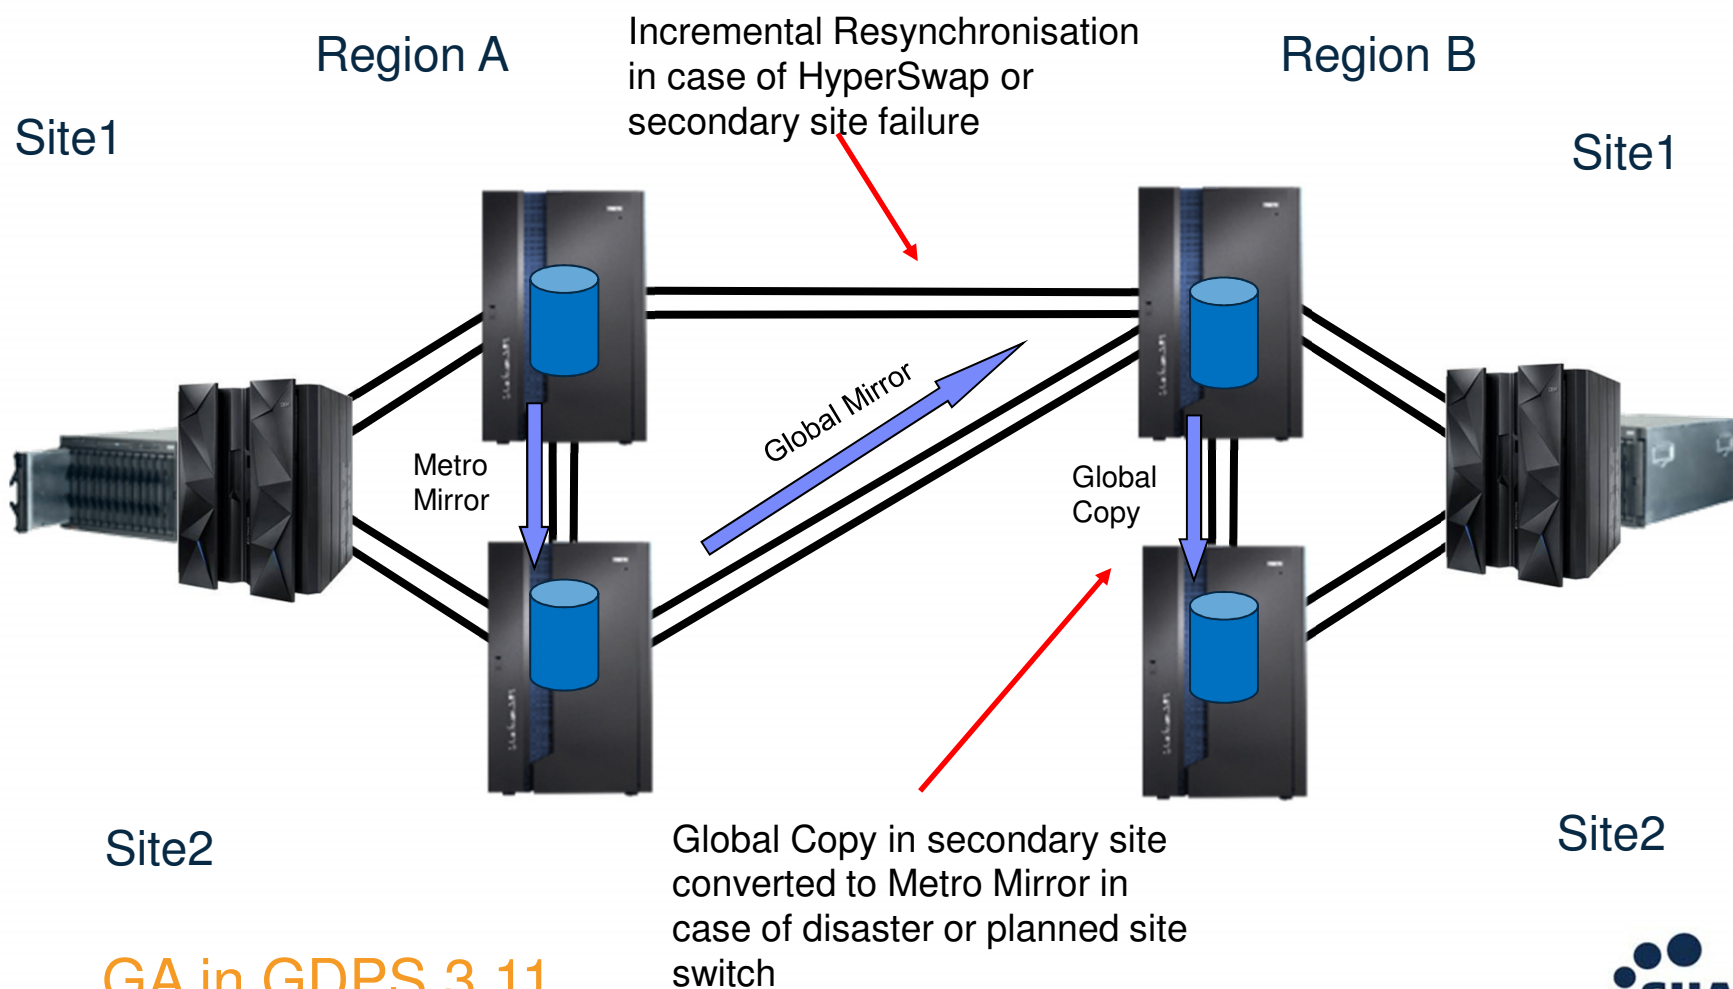 Region A
Incremental Resynchronisation
in case of HyperSwap or
secondary site failure
Region B
Site1
Site1
Global Mirror
Metro
Mirror
Global
Copy
Site2
Site2
Global Copy in secondary site
converted to Metro Mirror in
case of disaster or planned site
switch
GA in GDPS 3.11